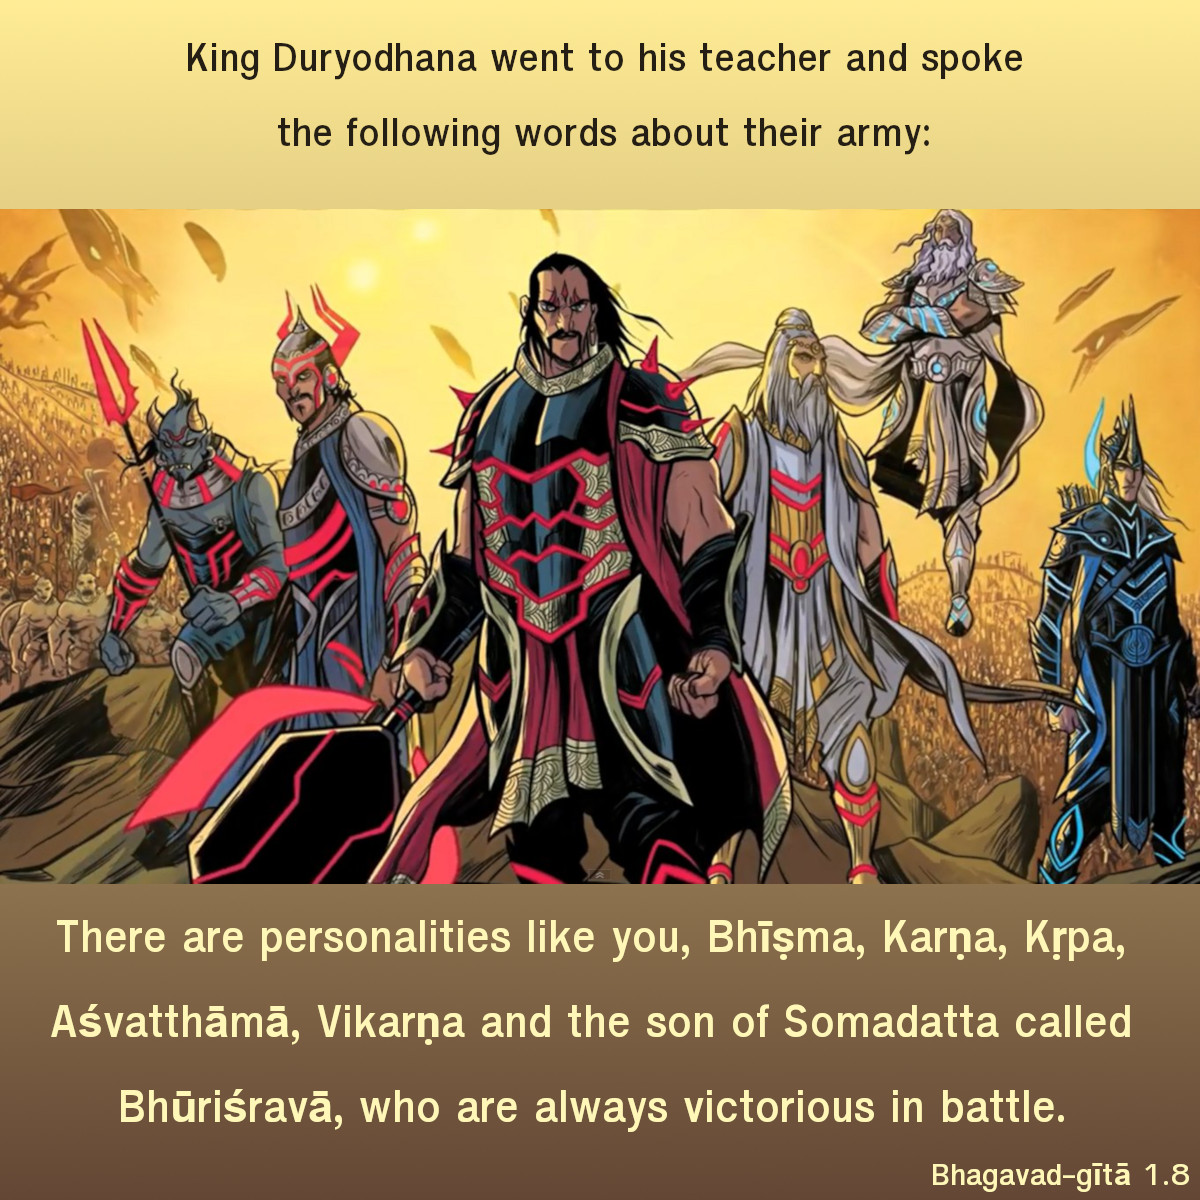 King Duryodhana went to his teacher and spoke
the following words about their army:
There are personalities like you, Bhīṣma, Karṇa, Kṛpa,
Aśvatthāmā, Vikarṇa and the son of Somadatta called
Bhūriśravā, who are always victorious in battle.
Bhagavad-gītā 1.8